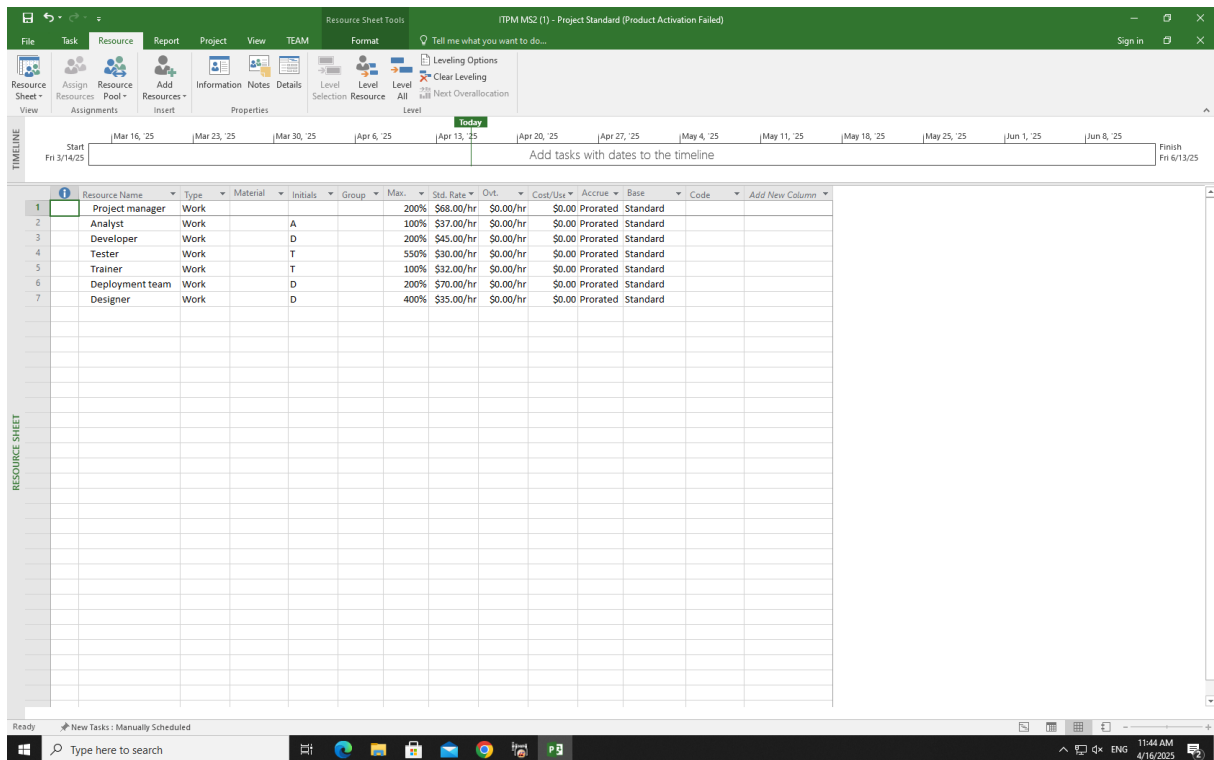 Resource Sheet Tools
ITPM MS2 (1) - Project Standard (Product Activation Failed)
File Task Resource Report Project View TEAM Format Tell me what you want to do... Sign in
Resource Sheet
Assign Resources
Resource Pool
Add Resources
Information Notes Details
Level Selection
Level Resource
Level All
Leveling Options
Clear Leveling
Next Overallocation
View Assignments Insert Properties Level
TIMELINE
Today
Mar 16, '25 Mar 23, '25 Mar 30, '25 Apr 6, '25 Apr 13, '25 Apr 20, '25 Apr 27, '25 May 4, '25 May 11, '25 May 18, '25 May 25, '25 Jun 1, '25 Jun 8, '25
Start
Fri 3/14/25
Add tasks with dates to the timeline
Finish
Fri 6/13/25
Resource Name Type Material Initials Group Max. Std. Rate Ovt. Cost/Use Accrue Base Code Add New Column
1 Project manager Work 200% $68.00/hr $0.00/hr $0.00 Prorated Standard
2 Analyst Work A 100% $37.00/hr $0.00/hr $0.00 Prorated Standard
3 Developer Work D 200% $45.00/hr $0.00/hr $0.00 Prorated Standard
4 Tester Work T 550% $30.00/hr $0.00/hr $0.00 Prorated Standard
5 Trainer Work T 100% $32.00/hr $0.00/hr $0.00 Prorated Standard
6 Deployment team Work D 200% $70.00/hr $0.00/hr $0.00 Prorated Standard
7 Designer Work D 400% $35.00/hr $0.00/hr $0.00 Prorated Standard
RESOURCE SHEET
Ready New Tasks : Manually Scheduled
Type here to search
ENG
11:44 AM
4/16/2025
2